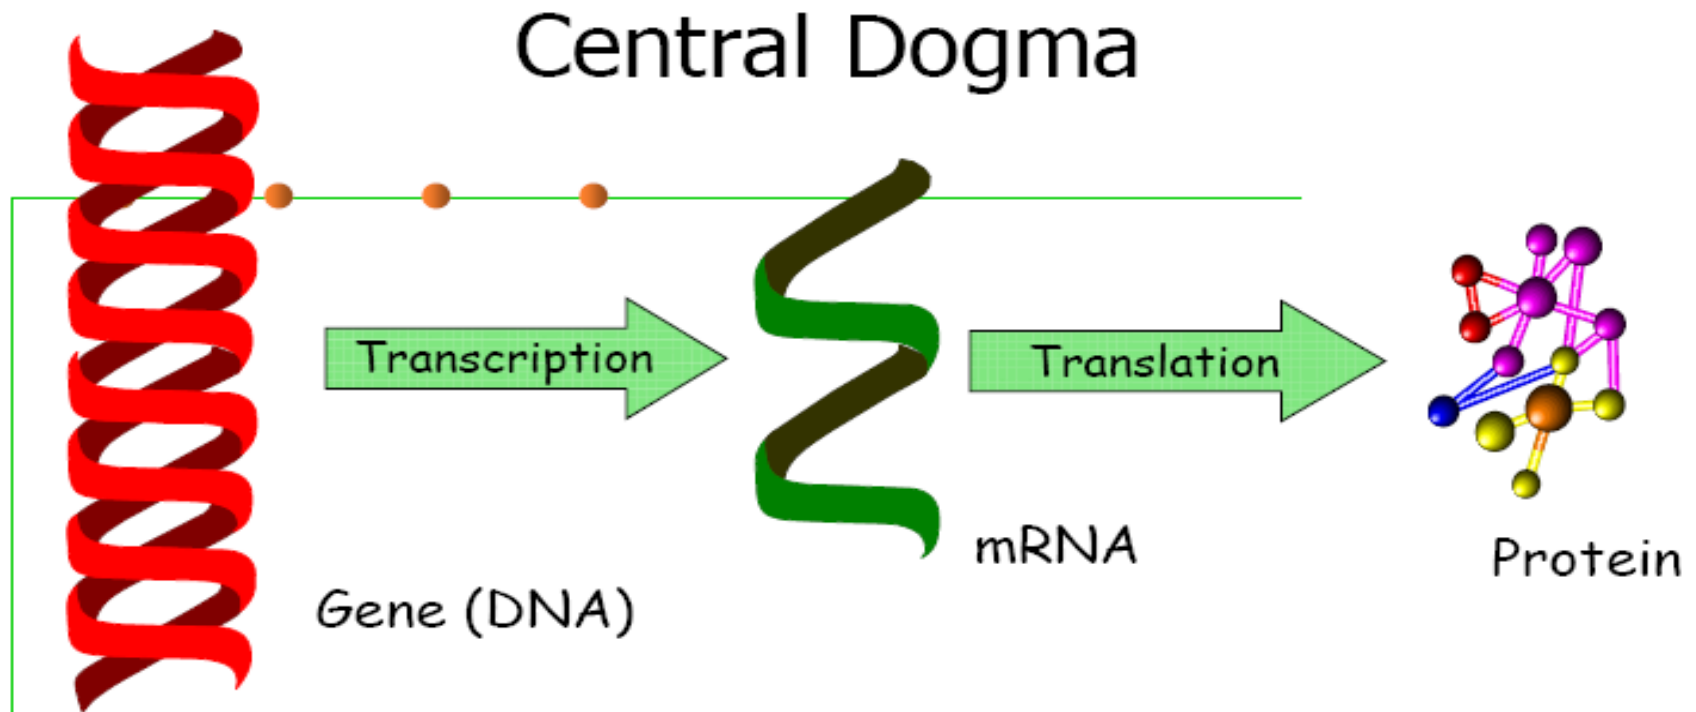 Central Dogma
Transcription
Translation
mRNA
Protein
Gene (DNA)